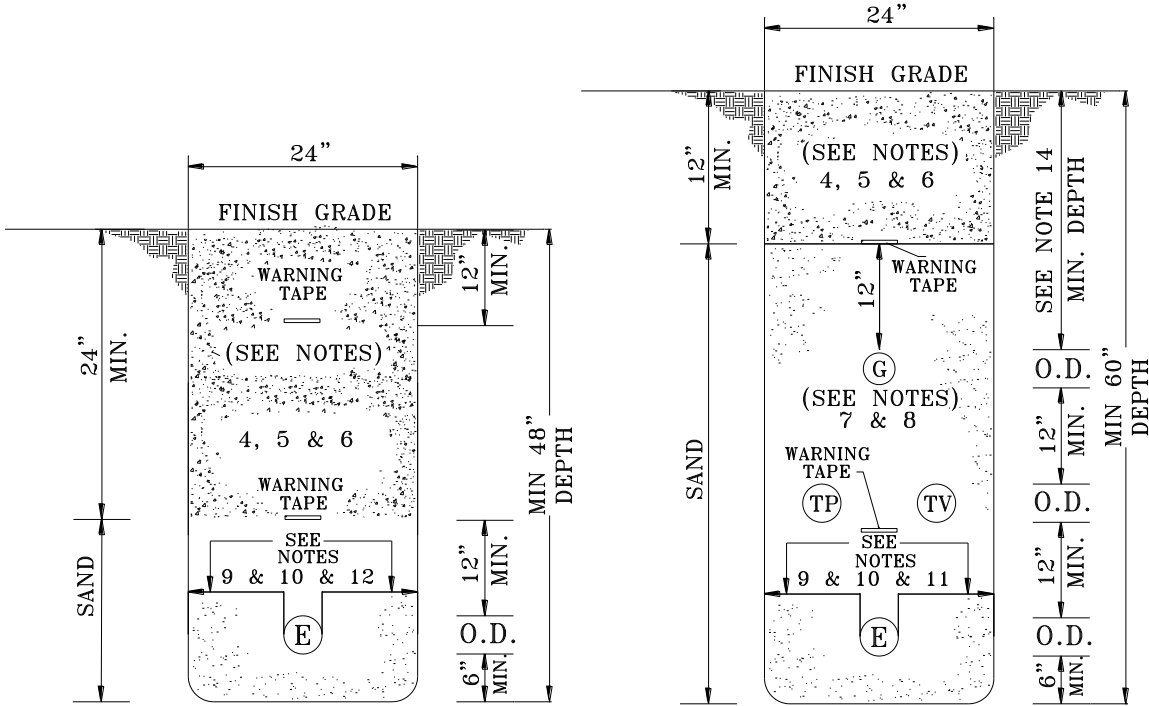 24”
FINISH GRADE
WARNING
TAPE
12”
MIN.
24”
MIN.
(SEE NOTES)
4, 5 & 6
WARNING
TAPE
MIN 48”
DEPTH
SAND
SEE
NOTES
9 & 10 & 12
12”
MIN.
E
O.D.
6”
MIN.
24”
FINISH GRADE
12”
MIN.
(SEE NOTES)
4, 5 & 6
SEE NOTE 14
MIN. DEPTH
WARNING
TAPE
12”
G
O.D.
(SEE NOTES)
7 & 8
12”
MIN.
MIN 60”
DEPTH
SAND
WARNING
TAPE
TP
TV
O.D.
SEE
NOTES
9 & 10 & 11
12”
MIN.
E
O.D.
6”
MIN.